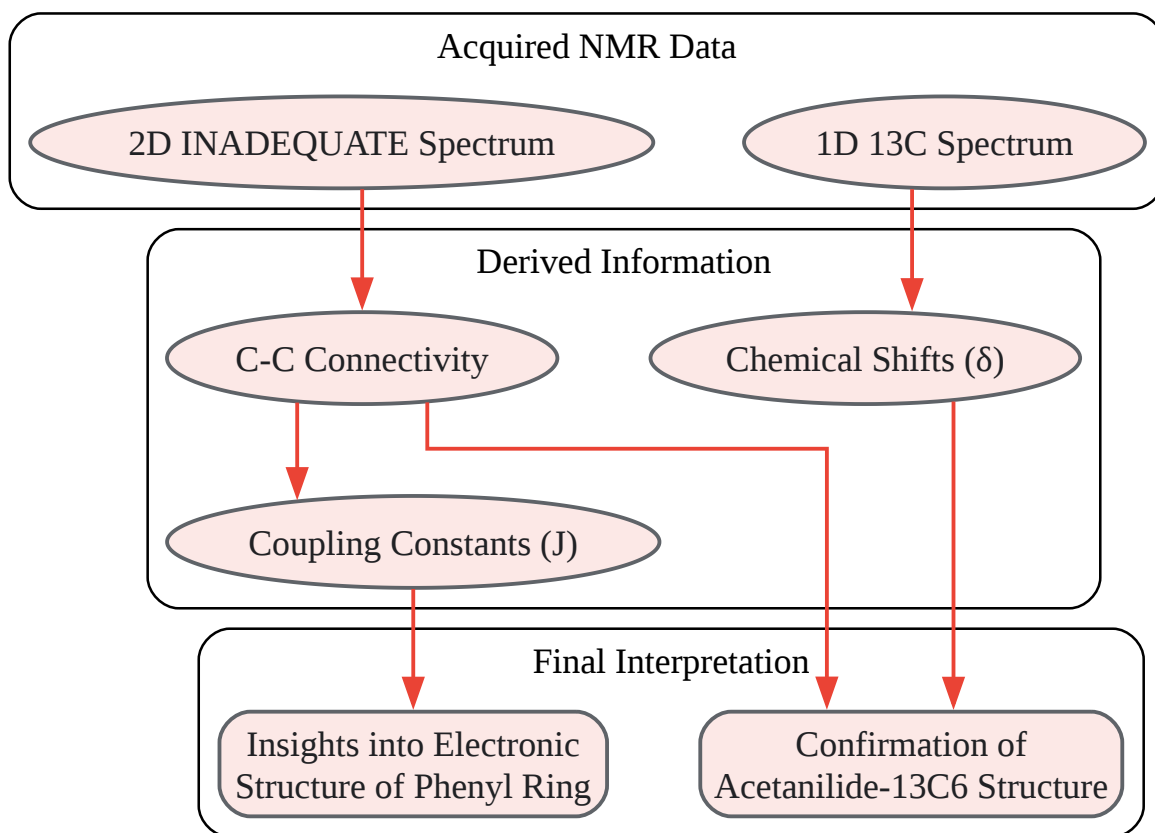 Acquired NMR Data
2D INADEQUATE Spectrum
1D 13C Spectrum
Derived Information
C-C Connectivity
Chemical Shifts (δ)
Coupling Constants (J)
Final Interpretation
Insights into Electronic
Structure of Phenyl Ring
Confirmation of
Acetanilide-13C6 Structure